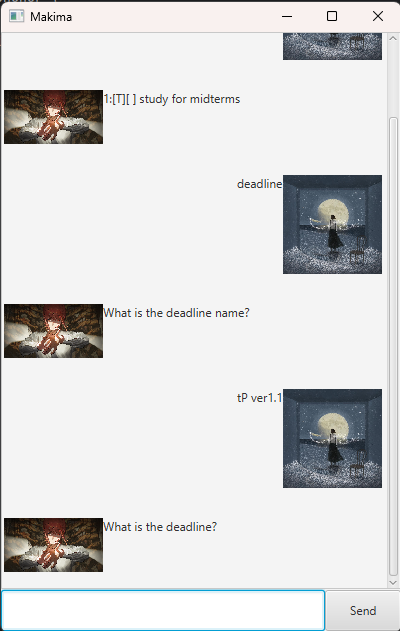 Makima
1:[T][ ] study for midterms
deadline
What is the deadline name?
tP ver1.1
What is the deadline?
Send